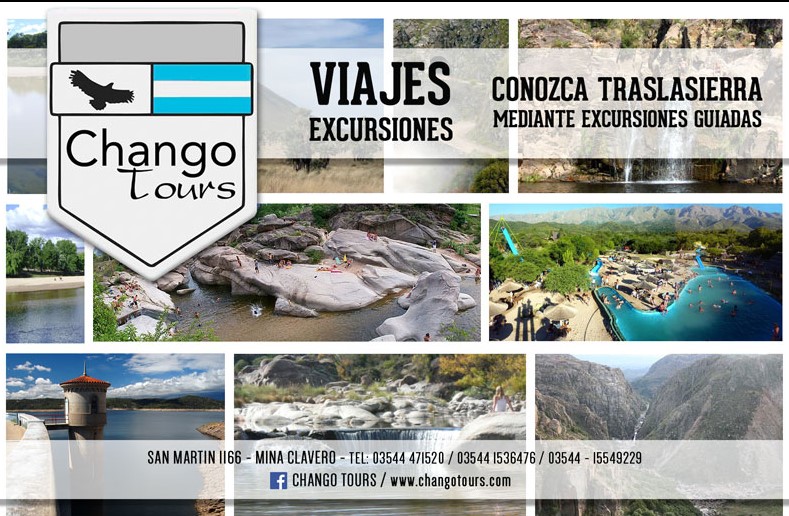 Chango
Tours
VIAJES
EXCURSIONES
CONOZCA TRASLASIERRA
MEDIANTE EXCURSIONES GUIADAS
SAN MARTIN 1166 - MINA CLAVERO - TEL: 03544 471520 / 03544 1536476 / 03544 - 15549229
f CHANGO TOURS / www.changotours.com